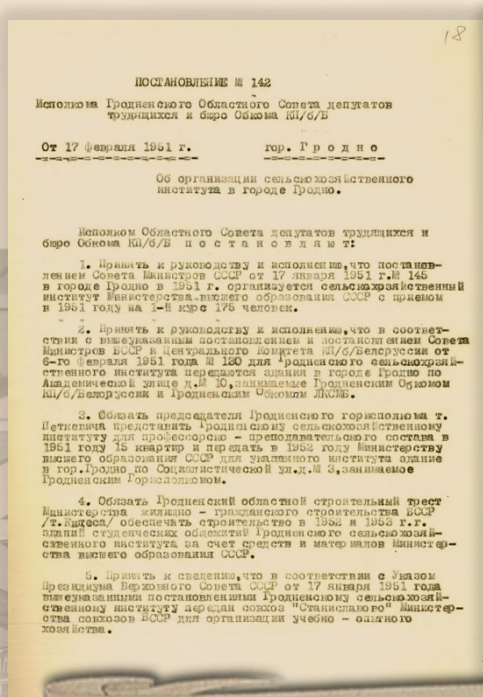 18
ПОСТАНОВЛЕНИЕ № 142
Исполкома Гродненского Областного Совета депутатов
трудящихся и бюро Обкома КП/б/Б
От 17 февраля 1951 г. гор. Г р о д н о
Об организации сельскохозяйственного
института в городе Гродно.
Исполком Областного Совета депутатов трудящихся и
бюро Обкома КП/б/Б п о с т а н о в л я ю т:
1. Принять к руководству и исполнению,что постанов-
лением Совета Министров СССР от 17 января 1951 г.№ 145
в городе Гродно в 1951 г. организуется сельскохозяйственный
институт Министерства высшего образования СССР с приемом
в 1951 году на 1-й курс 175 человек.
2. Принять к руководству и исполнению,что в соответ-
ствии с вышеуказанным постановлением и постановлением Совета
Министров БССР и Центрального Комитета КП/б/Белоруссии от
6-го февраля 1951 года № 120 для Гродненского сельскохозяй-
ственного института передаются здания в городе Гродно по
Академической улице д.№ 10,занимаемые Гродненским Обкомом
КП/б/Белоруссии и Гродненским Обкомом ЛКСМБ.
3. Обязать председателя Гродненского горисполкома т.
Петкевича представить Гродненскому сельскохозяйственному
институту для профессорско - преподавательского состава в
1951 году 15 квартир и передать в 1952 году Министерству
высшего образования СССР для указанного института здание
в гор.Гродно по Социалистической ул.д.№ 3,занимаемое
Гродненским Горисполкомом.
4. Обязать Гродненский областной строительный трест
Министерства жилищно - гражданского строительства БССР
обеспечить строительство в 1952 и 1953 г.г.
зданий студенческих общежитий Гродненского сельскохозяй-
ственного института за счет средств и материалов Министер-
ства высшего образования СССР.
5. Принять к сведению,что в соответствии с Указом
Президиума Верховного Совета СССР от 17 января 1951 года
вышеуказанными постановлениями Гродненскому сельскохозяй-
ственному институту передан совхоз "Станиславово" Министер-
ства совхозов БССР для организации учебно - опытного
хозяйства.